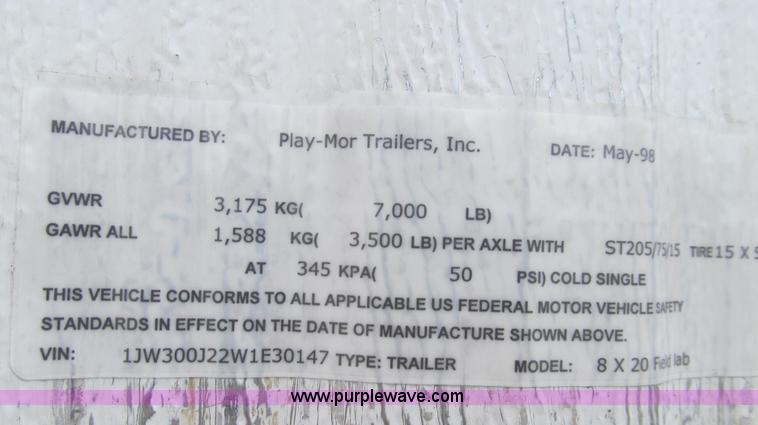 MANUFACTURED BY: Play-Mor Trailers, Inc. DATE: May-98
GVWR 3,175 KG( 7,000 LB)
GAWR ALL 1,588 KG( 3,500 LB) PER AXLE WITH ST205/75/15 TIRE 15 X 5
AT 345 KPA( 50 PSI) COLD SINGLE
THIS VEHICLE CONFORMS TO ALL APPLICABLE US FEDERAL MOTOR VEHICLE SAFETY
STANDARDS IN EFFECT ON THE DATE OF MANUFACTURE SHOWN ABOVE.
VIN: 1JW300J22W1E30147 TYPE: TRAILER MODEL: 8 X 20 Field lab
www.purplewave.com